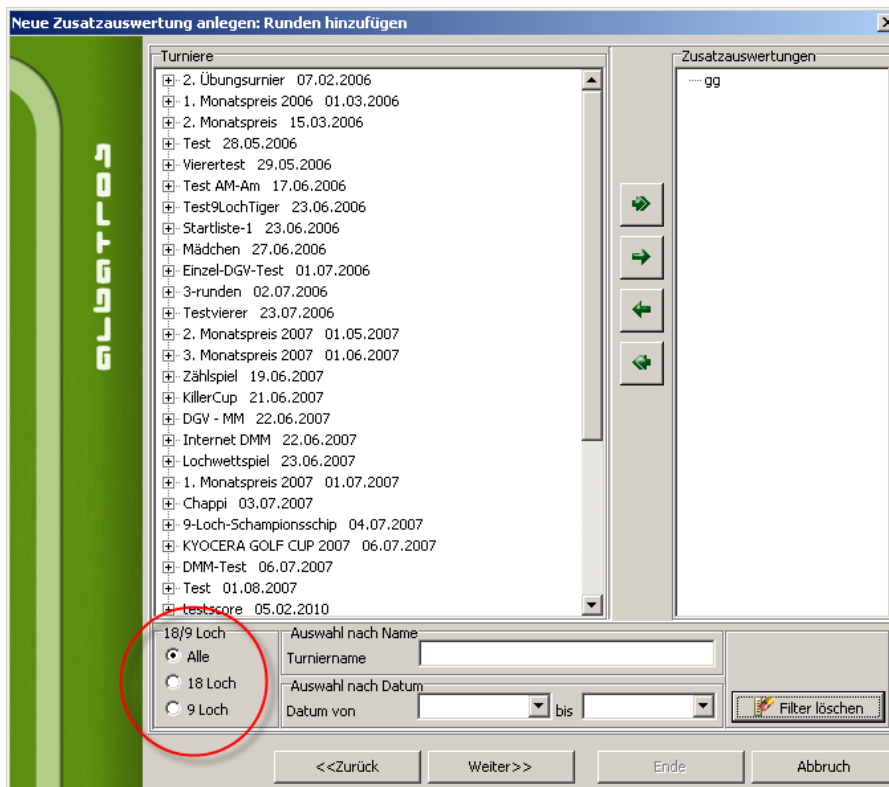 Neue Zusatzauswertung anlegen: Runden hinzufügen
albatros
Turniere
2. Übungsurnier 07.02.2006
1. Monatspreis 2006 01.03.2006
2. Monatspreis 15.03.2006
Test 28.05.2006
Vierertest 29.05.2006
Test AM-Am 17.06.2006
Test9LochTiger 23.06.2006
Startliste-1 23.06.2006
Mädchen 27.06.2006
Einzel-DGV-Test 01.07.2006
3-runden 02.07.2006
Testvierer 23.07.2006
2. Monatspreis 2007 01.05.2007
3. Monatspreis 2007 01.06.2007
Zählspiel 19.06.2007
KillerCup 21.06.2007
DGV - MM 22.06.2007
Internet DMM 22.06.2007
Lochwettspiel 23.06.2007
1. Monatspreis 2007 01.07.2007
Chappi 03.07.2007
9-Loch-Schampionsschip 04.07.2007
KYOCERA GOLF CUP 2007 06.07.2007
DMM-Test 06.07.2007
Test 01.08.2007
testscore 05.02.2010
Zusatzauswertungen
gg
18/9 Loch
Alle
18 Loch
9 Loch
Auswahl nach Name
Turniername
Auswahl nach Datum
Datum von bis
Filter löschen
<<Zurück Weiter>> Ende Abbruch